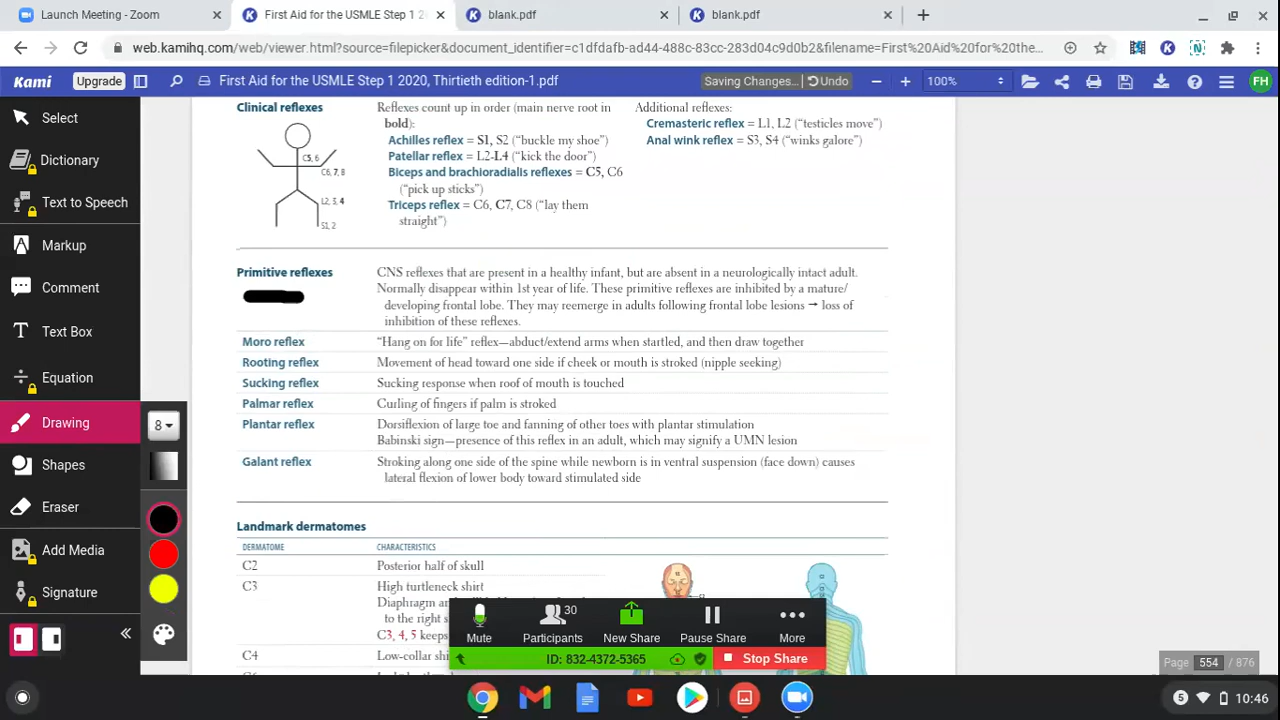 Launch Meeting - Zoom
First Aid for the USMLE Step 1 2
blank.pdf
blank.pdf
web.kamihq.com/web/viewer.html?source=filepicker&document_identifier=c1dfdafb-ad44-488c-83cc-283d04c9d0b2&filename=First%20Aid%20for%20the...
Kami
Upgrade
First Aid for the USMLE Step 1 2020, Thirtieth edition-1.pdf
Saving Changes...
Undo
100%
FH
Select
Dictionary
Text to Speech
Markup
Comment
Text Box
Equation
Drawing
Shapes
Eraser
Add Media
Signature
8
Clinical reflexes
C5, 6
C6, 7, 8
L2, 3, 4
S1, 2
Reflexes count up in order (main nerve root in
bold):
Achilles reflex = S1, S2 ("buckle my shoe")
Patellar reflex = L2-L4 ("kick the door")
Biceps and brachioradialis reflexes = C5, C6
("pick up sticks")
Triceps reflex = C6, C7, C8 ("lay them
straight")
Additional reflexes:
Cremasteric reflex = L1, L2 ("testicles move")
Anal wink reflex = S3, S4 ("winks galore")
Primitive reflexes
CNS reflexes that are present in a healthy infant, but are absent in a neurologically intact adult.
Normally disappear within 1st year of life. These primitive reflexes are inhibited by a mature/
developing frontal lobe. They may reemerge in adults following frontal lobe lesions → loss of
inhibition of these reflexes.
Moro reflex
"Hang on for life" reflex—abduct/extend arms when startled, and then draw together
Rooting reflex
Movement of head toward one side if cheek or mouth is stroked (nipple seeking)
Sucking reflex
Sucking response when roof of mouth is touched
Palmar reflex
Curling of fingers if palm is stroked
Plantar reflex
Dorsiflexion of large toe and fanning of other toes with plantar stimulation
Babinski sign—presence of this reflex in an adult, which may signify a UMN lesion
Galant reflex
Stroking along one side of the spine while newborn is in ventral suspension (face down) causes
lateral flexion of lower body toward stimulated side
Landmark dermatomes
DERMATOME
CHARACTERISTICS
C2
Posterior half of skull
C3
High turtleneck shirt
Diaphragm an
to the right s
C3, 4, 5 keeps
C4
Low-collar shi
Mute
30
Participants
New Share
Pause Share
More
ID: 832-4372-5365
Stop Share
Page 554 / 876
5
10:46